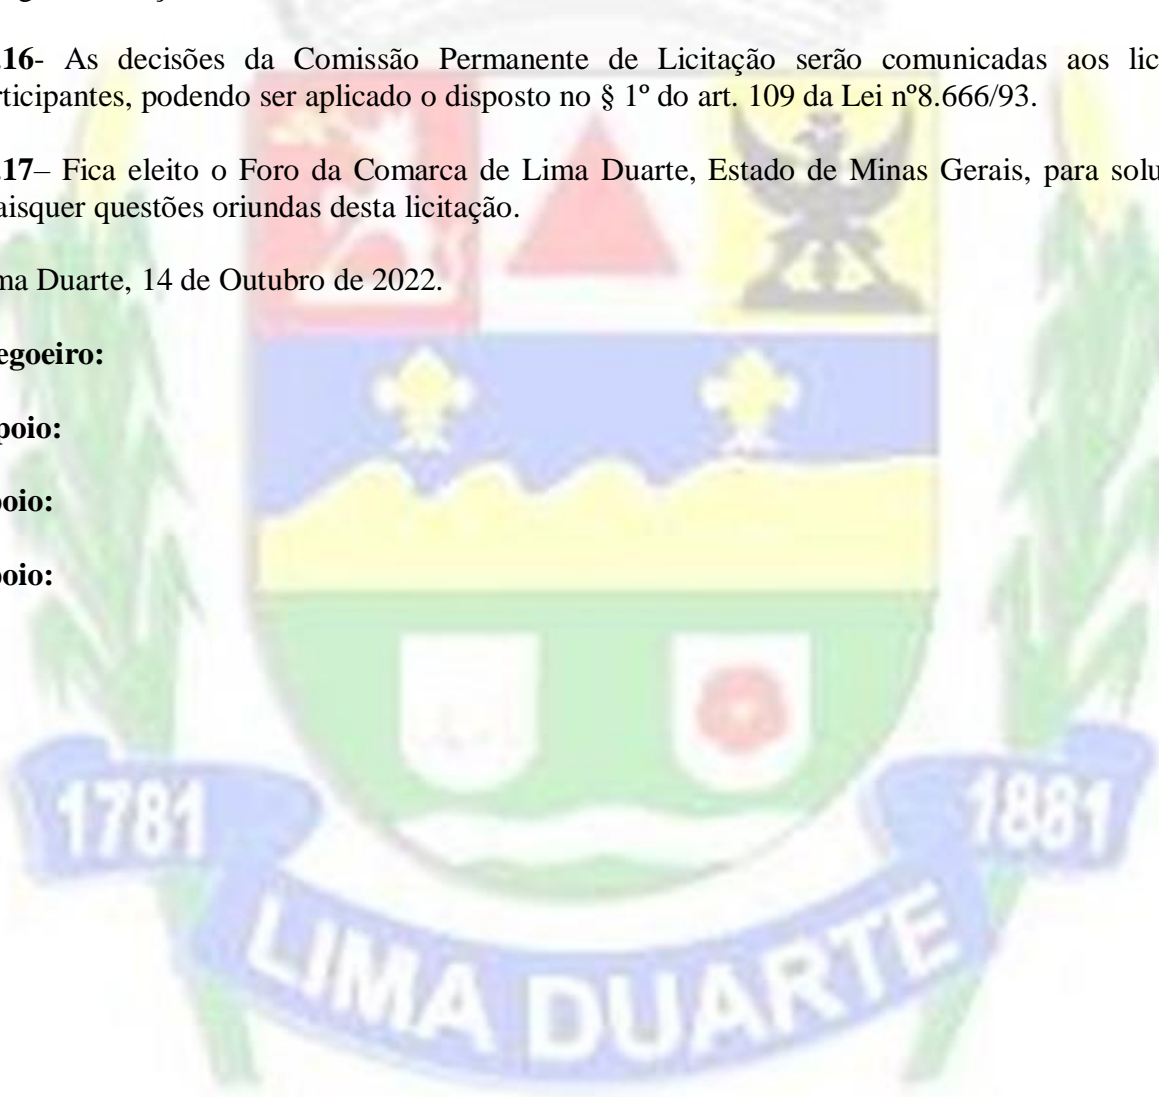 .16- As decisões da Comissão Permanente de Licitação serão comunicadas aos lic
rticipantes, podendo ser aplicado o disposto no § 1º do art. 109 da Lei nº8.666/93.
.17– Fica eleito o Foro da Comarca de Lima Duarte, Estado de Minas Gerais, para solu
aisquer questões oriundas desta licitação.
ma Duarte, 14 de Outubro de 2022.
egoeiro:
poio:
poio:
poio:
1781
1881
LIMA DUARTE